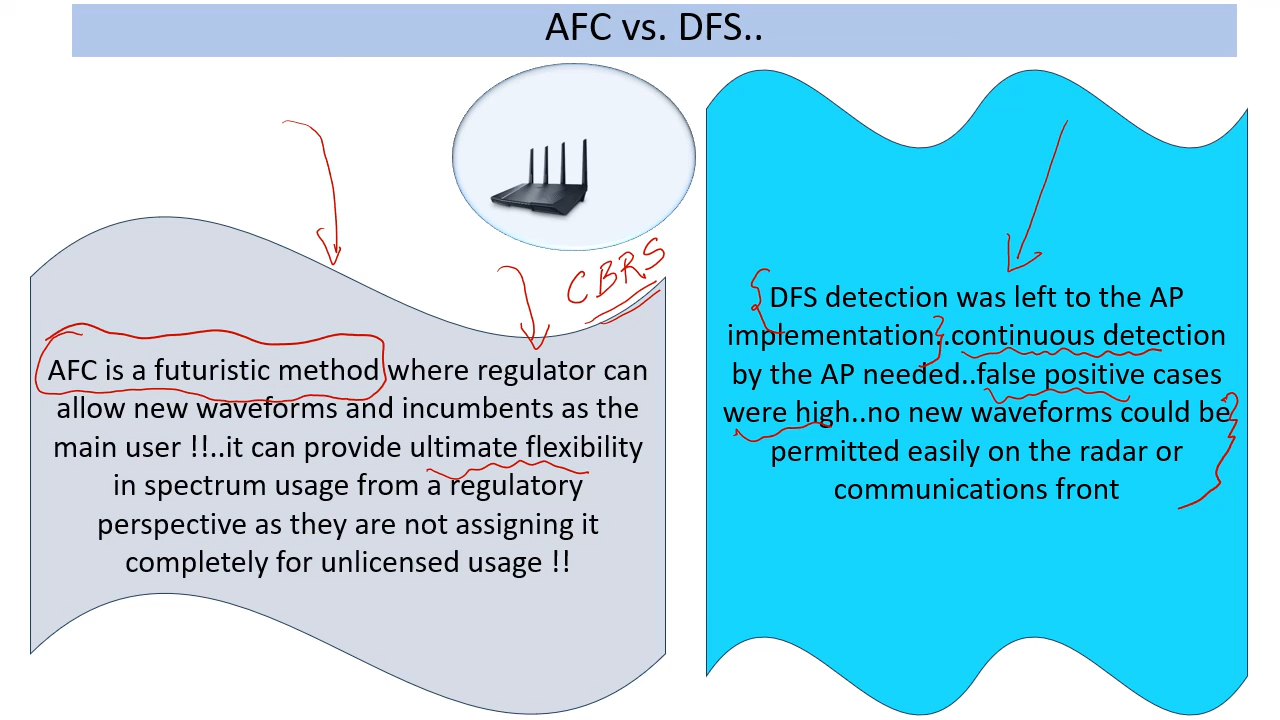 AFC vs. DFS..
CBRS
AFC is a futuristic method where regulator can
allow new waveforms and incumbents as the
main user !!..it can provide ultimate flexibility
in spectrum usage from a regulatory
perspective as they are not assigning it
completely for unlicensed usage !!
DFS detection was left to the AP
implementation..continuous detection
by the AP needed..false positive cases
were high..no new waveforms could be
permitted easily on the radar or
communications front